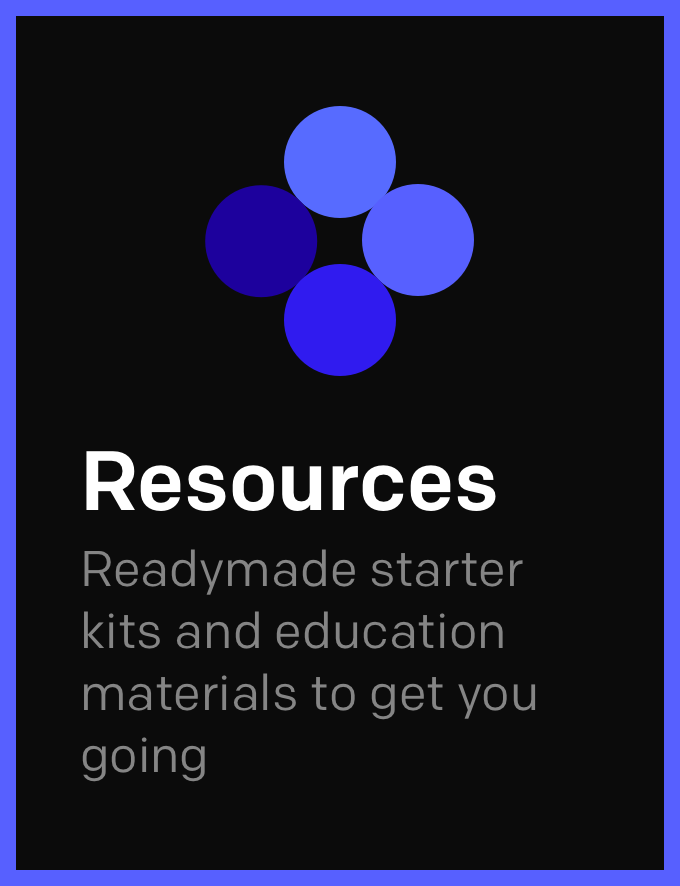 Resources
Readymade starter
kits and education
materials to get you
going